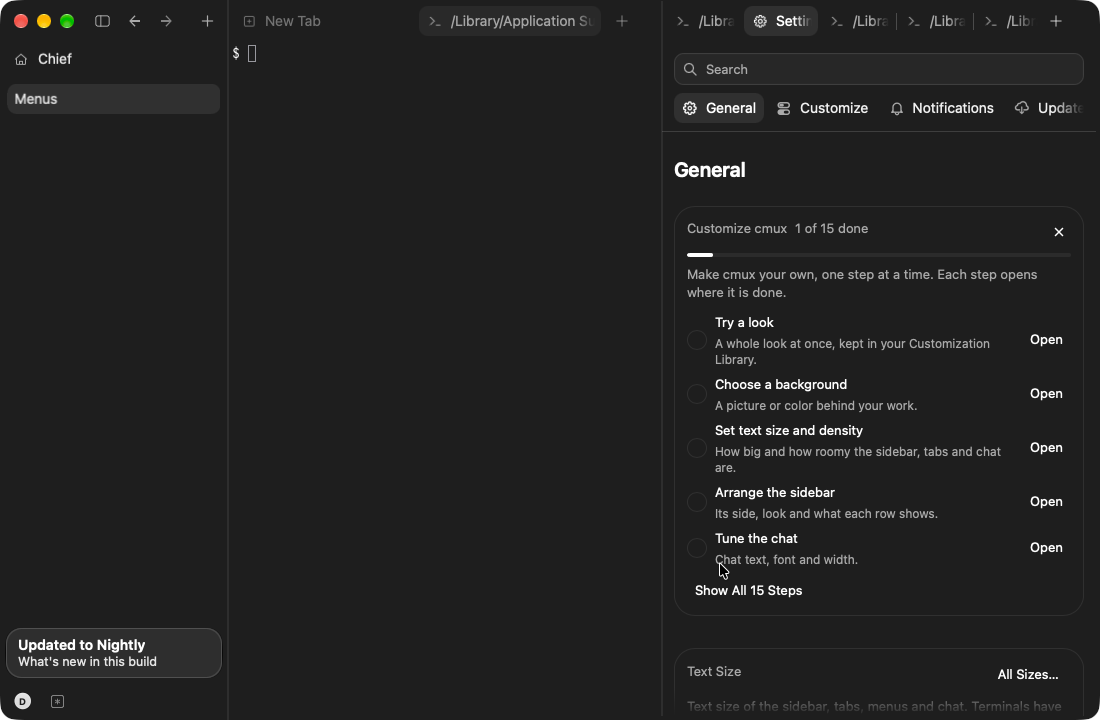 New Tab
/Library/Application Su
/Libra
Settin
/Libra
/Libra
/Libr
Chief
Menus
$
Search
General
Customize
Notifications
Update
General
Customize cmux 1 of 15 done
Make cmux your own, one step at a time. Each step opens
where it is done.
Try a look
A whole look at once, kept in your Customization
Library.
Open
Choose a background
A picture or color behind your work.
Open
Set text size and density
How big and how roomy the sidebar, tabs and chat
are.
Open
Arrange the sidebar
Its side, look and what each row shows.
Open
Tune the chat
Chat text, font and width.
Open
Show All 15 Steps
Updated to Nightly
What's new in this build
Text Size
All Sizes...
Text size of the sidebar, tabs, menus and chat. Terminals have
D